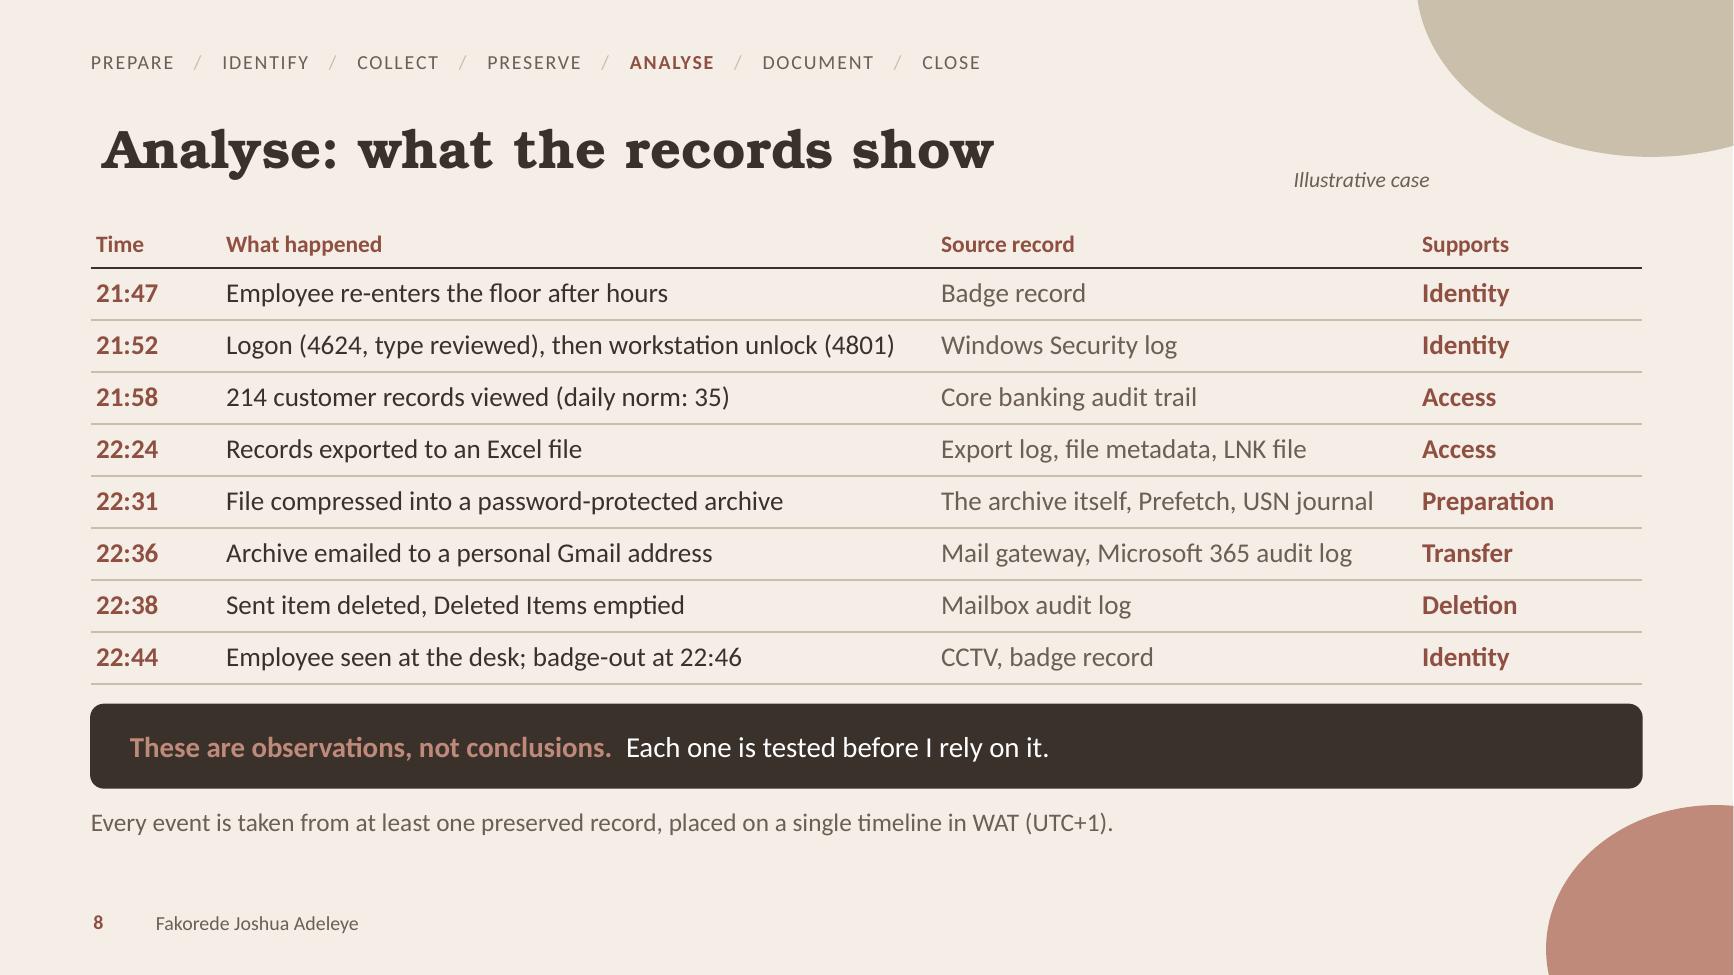 PREPARE / IDENTIFY / COLLECT / PRESERVE / ANALYSE / DOCUMENT / CLOSE
Analyse: what the records show
Illustrative case
Time What happened Source record Supports
21:47 Employee re-enters the floor after hours Badge record Identity
21:52 Logon (4624, type reviewed), then workstation unlock (4801) Windows Security log Identity
21:58 214 customer records viewed (daily norm: 35) Core banking audit trail Access
22:24 Records exported to an Excel file Export log, file metadata, LNK file Access
22:31 File compressed into a password-protected archive The archive itself, Prefetch, USN journal Preparation
22:36 Archive emailed to a personal Gmail address Mail gateway, Microsoft 365 audit log Transfer
22:38 Sent item deleted, Deleted Items emptied Mailbox audit log Deletion
22:44 Employee seen at the desk; badge-out at 22:46 CCTV, badge record Identity
These are observations, not conclusions. Each one is tested before I rely on it.
Every event is taken from at least one preserved record, placed on a single timeline in WAT (UTC+1).
8 Fakorede Joshua Adeleye